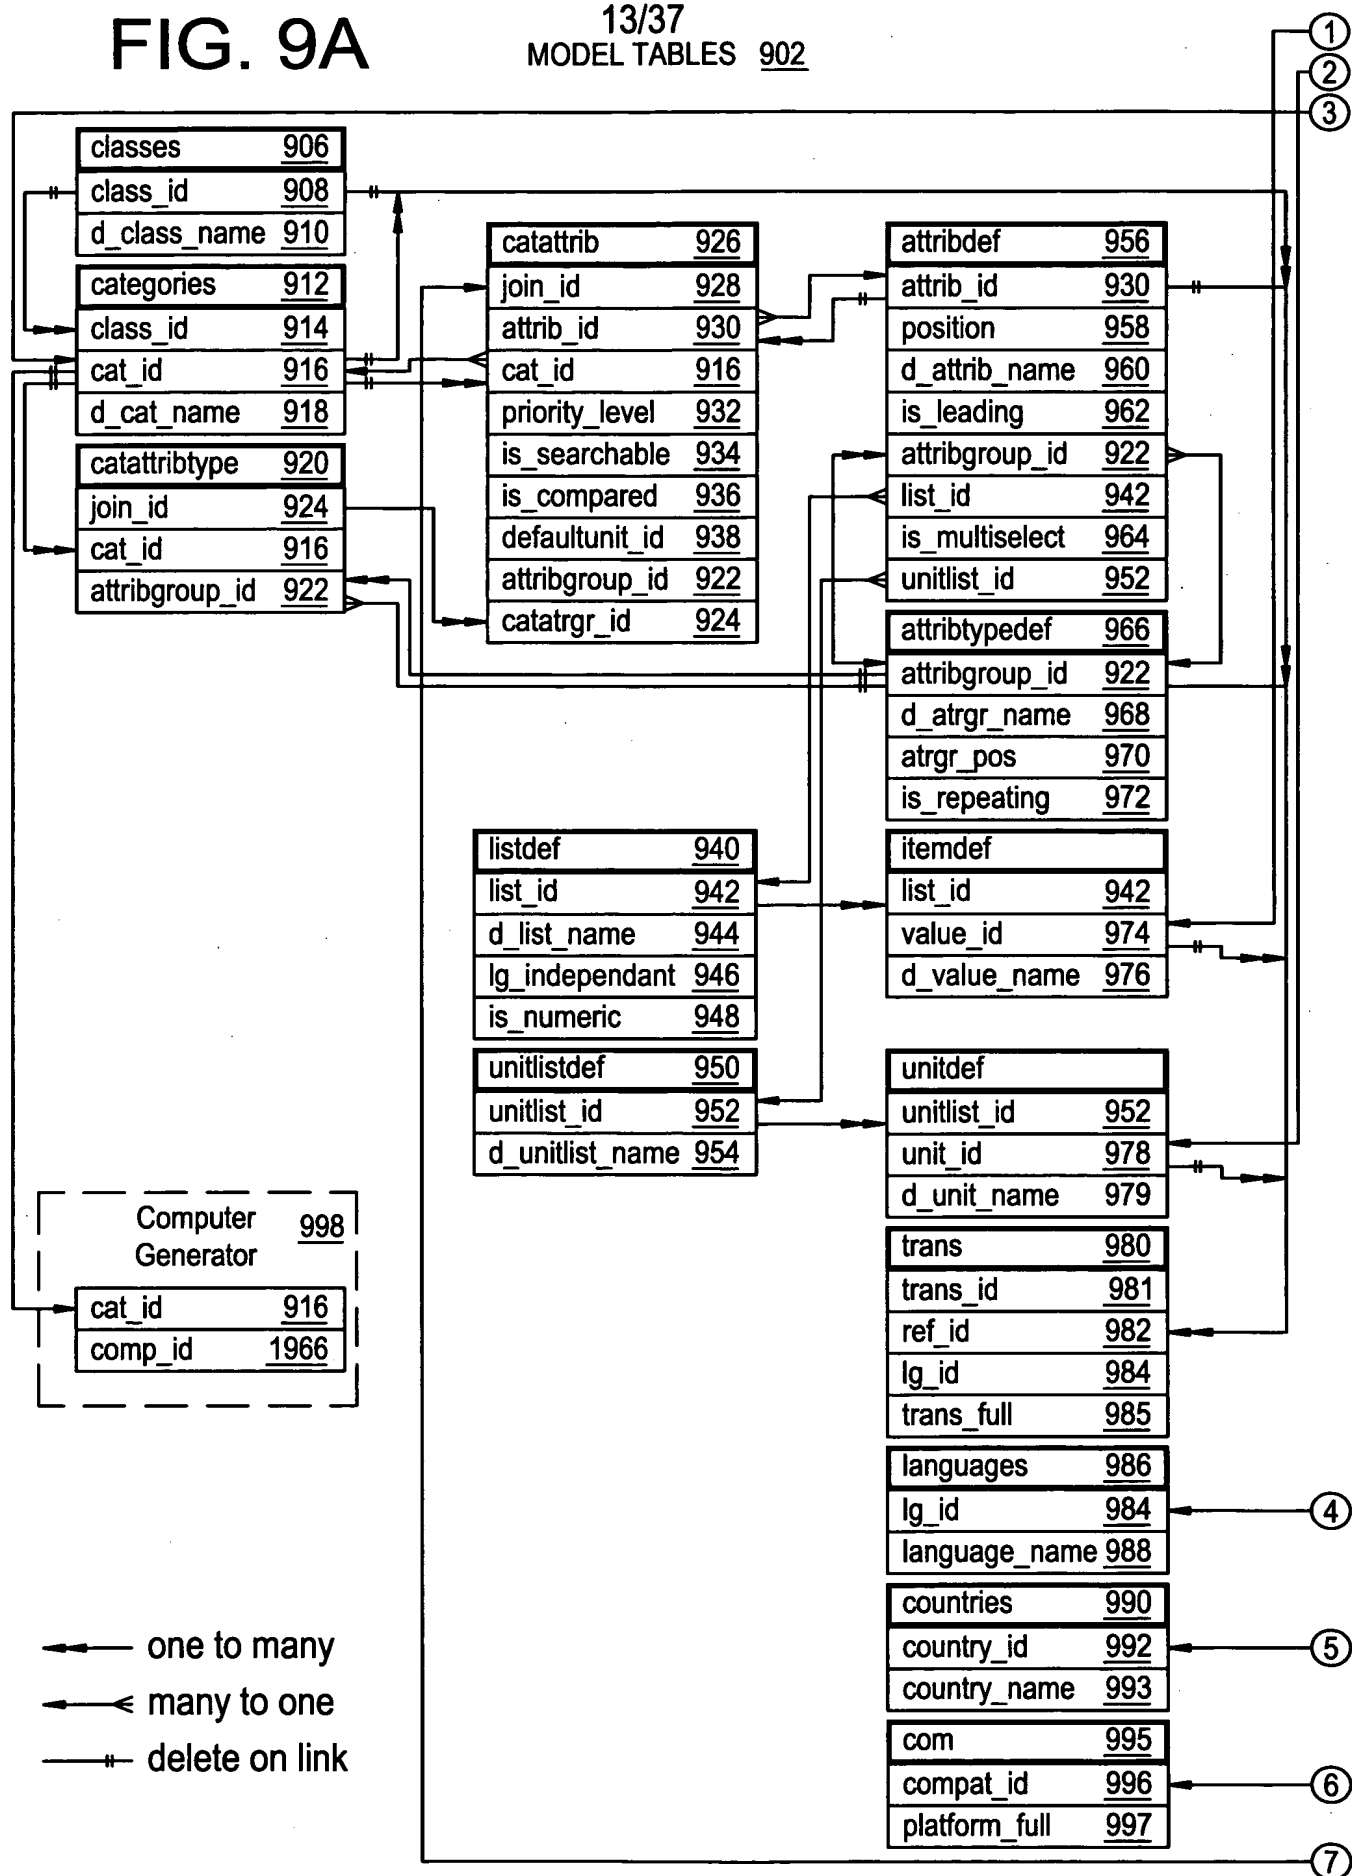 FIG. 9A
13/37
MODEL TABLES 902
1
2
3
classes 906
class_id 908
d_class_name 910
categories 912
class_id 914
cat_id 916
d_cat_name 918
catattribtype 920
join_id 924
cat_id 916
attribgroup_id 922
catattrib 926
join_id 928
attrib_id 930
cat_id 916
priority_level 932
is_searchable 934
is_compared 936
defaultunit_id 938
attribgroup_id 922
catatrgr_id 924
attribdef 956
attrib_id 930
position 958
d_attrib_name 960
is_leading 962
attribgroup_id 922
list_id 942
is_multiselect 964
unitlist_id 952
attribtypedef 966
attribgroup_id 922
d_atrgr_name 968
atrgr_pos 970
is_repeating 972
listdef 940
list_id 942
d_list_name 944
lg_independant 946
is_numeric 948
unitlistdef 950
unitlist_id 952
d_unitlist_name 954
itemdef
list_id 942
value_id 974
d_value_name 976
unitdef
unitlist_id 952
unit_id 978
d_unit_name 979
trans 980
trans_id 981
ref_id 982
lg_id 984
trans_full 985
languages 986
lg_id 984
language_name 988
countries 990
country_id 992
country_name 993
com 995
compat_id 996
platform_full 997
4
5
6
7
Computer 998
Generator
cat_id 916
comp_id 1966
one to many
many to one
delete on link